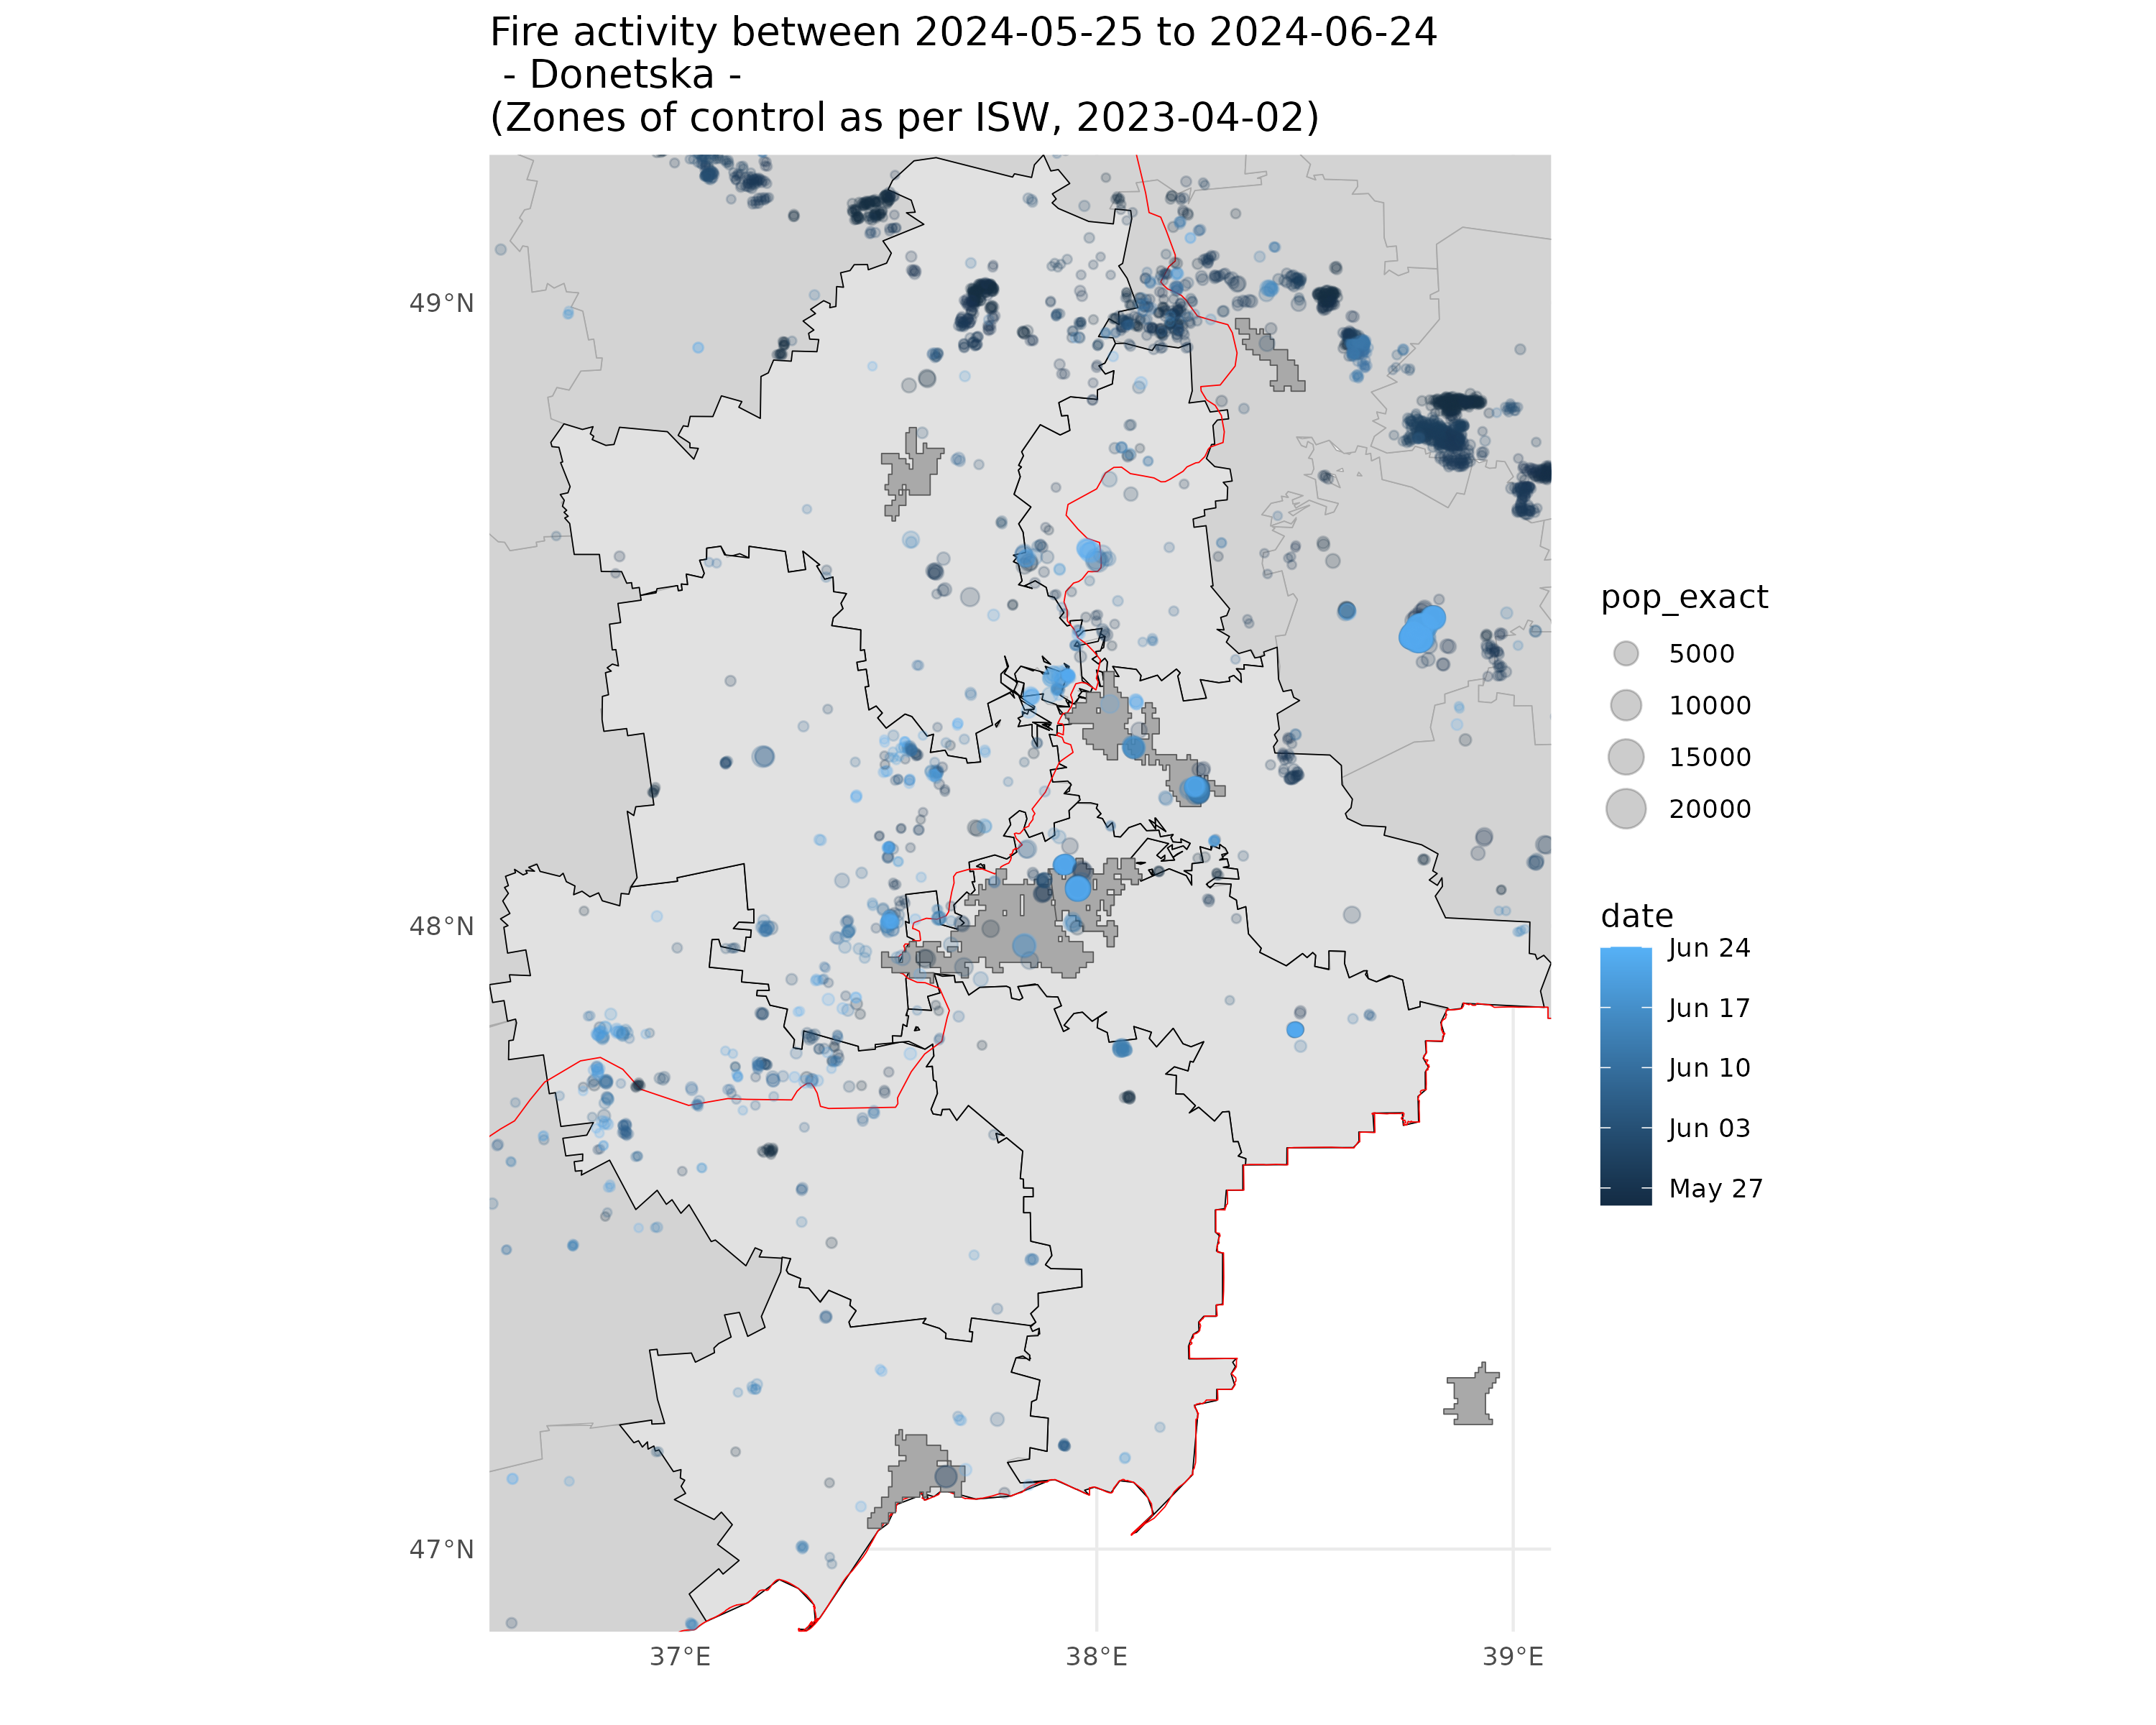 Fire activity between 2024-05-25 to 2024-06-24
- Donetska -
(Zones of control as per ISW, 2023-04-02)
49°N
48°N
47°N
37°E
38°E
39°E
pop_exact
5000
10000
15000
20000
date
Jun 24
Jun 17
Jun 10
Jun 03
May 27